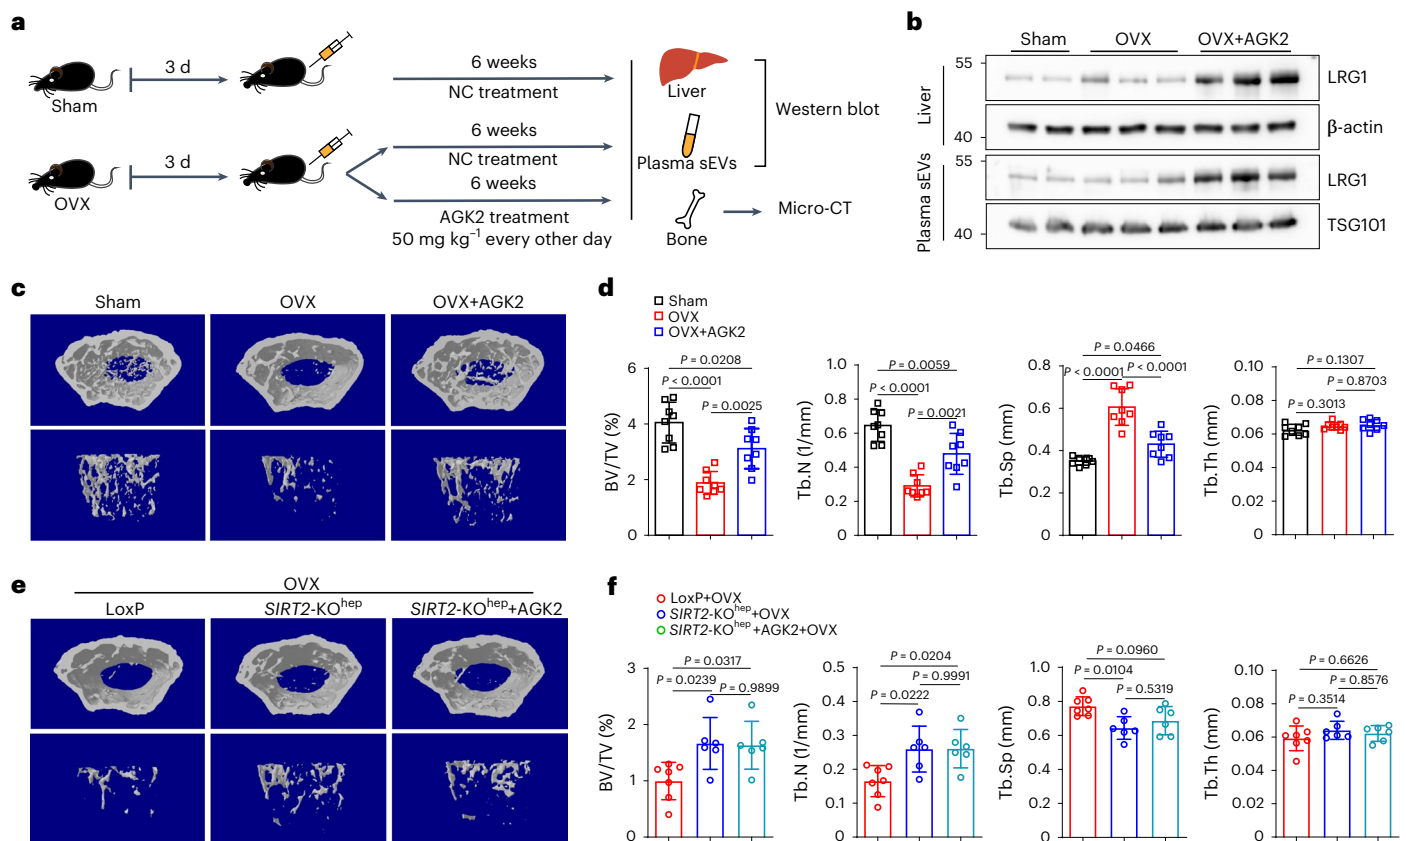 a
3 d
6 weeks
NC treatment
Sham
Liver
Western blot
3 d
6 weeks
NC treatment
Plasma sEVs
6 weeks
OVX
AGK2 treatment
50 mg kg⁻¹ every other day
Bone
Micro-CT
b
Sham OVX OVX+AGK2
Liver
55
LRG1
40
β-actin
Plasma sEVs
55
LRG1
40
TSG101
c
Sham OVX OVX+AGK2
d
Sham
OVX
OVX+AGK2
BV/TV (%)
6
4
2
0
P = 0.0208
P < 0.0001
P = 0.0025
Tb.N (1/mm)
1.0
0.8
0.6
0.4
0.2
0
P = 0.0059
P < 0.0001
P = 0.0021
Tb.Sp (mm)
0.8
0.6
0.4
0.2
0
P = 0.0466
P < 0.0001
P < 0.0001
Tb.Th (mm)
0.10
0.08
0.06
0.04
0.02
0
P = 0.1307
P = 0.8703
P = 0.3013
e
OVX
LoxP SIRT2-KOʰᵉᵖ SIRT2-KOʰᵉᵖ+AGK2
f
LoxP+OVX
SIRT2-KOʰᵉᵖ+OVX
SIRT2-KOʰᵉᵖ+AGK2+OVX
BV/TV (%)
3
2
1
0
P = 0.0317
P = 0.0239
P = 0.9899
Tb.N (1/mm)
0.5
0.4
0.3
0.2
0.1
0
P = 0.0204
P = 0.9991
P = 0.0222
Tb.Sp (mm)
1.0
0.8
0.6
0.4
0.2
0
P = 0.0960
P = 0.0104
P = 0.5319
Tb.Th (mm)
0.10
0.08
0.06
0.04
0.02
0
P = 0.6626
P = 0.8576
P = 0.3514